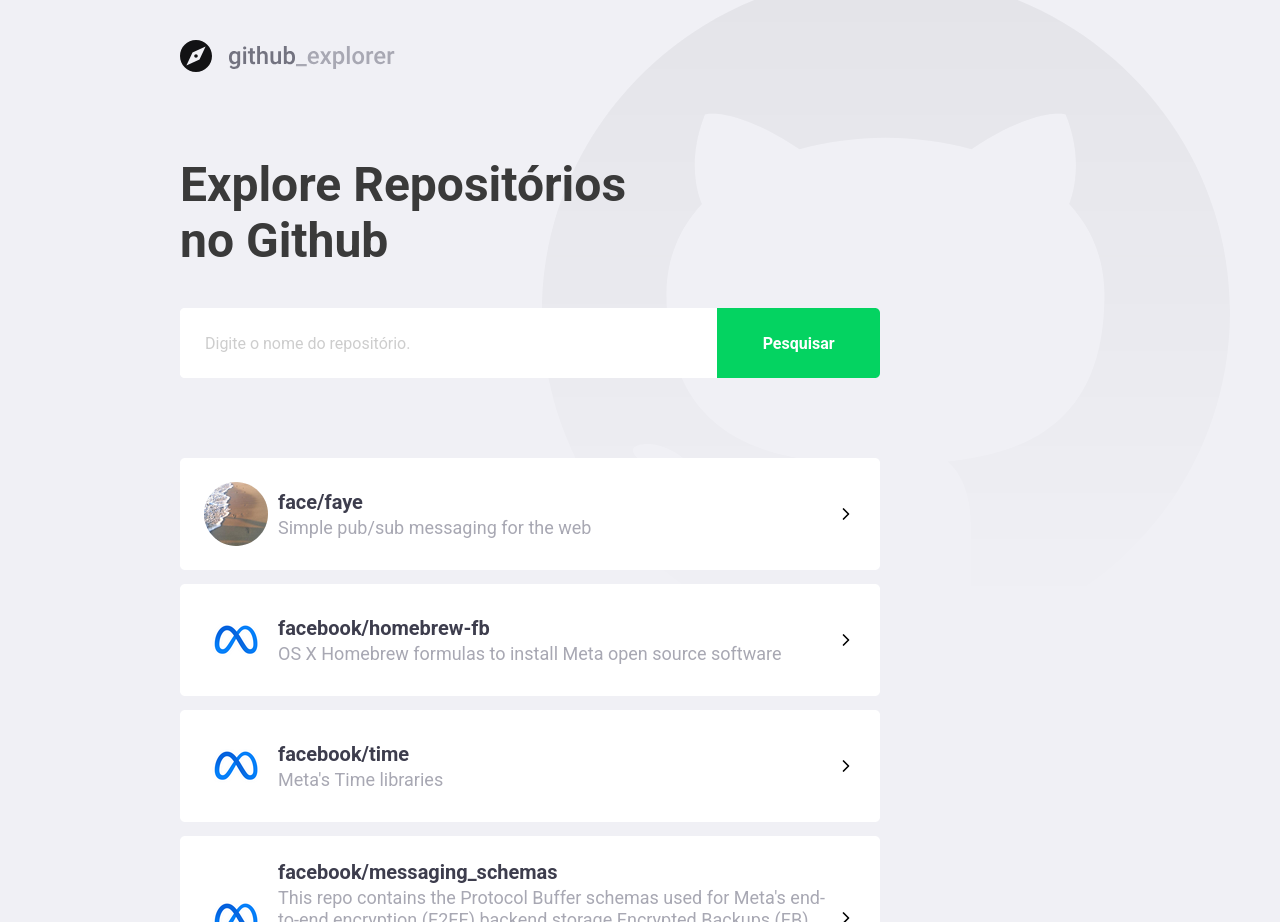 github_explorer
Explore Repositórios
no Github
Digite o nome do repositório.
Pesquisar
face/faye
Simple pub/sub messaging for the web
facebook/homebrew-fb
OS X Homebrew formulas to install Meta open source software
facebook/time
Meta's Time libraries
facebook/messaging_schemas
This repo contains the Protocol Buffer schemas used for Meta's end-
to-end encryption (E2EE) backend storage Encrypted Backups (EB)